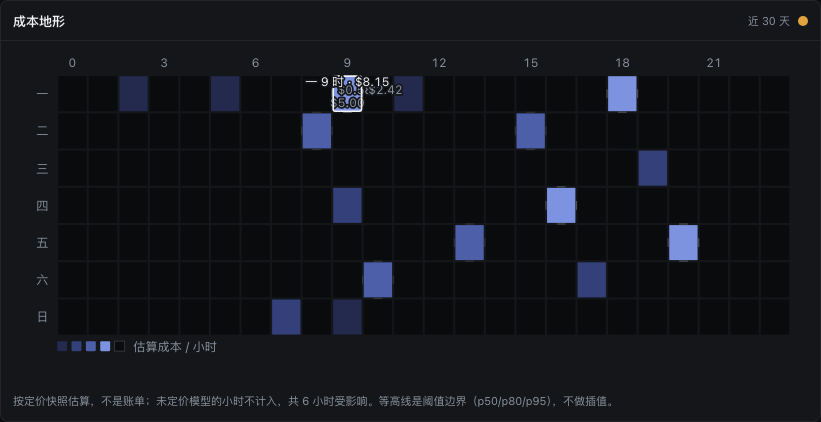 成本地形
近 30 天
0 3 6 9 12 15 18 21
一 9 时 · $8.15
$2.42
$5.00
一
二
三
四
五
六
日
估算成本 / 小时
按定价快照估算，不是账单；未定价模型的小时不计入，共 6 小时受影响。等高线是阈值边界（p50/p80/p95），不做插值。